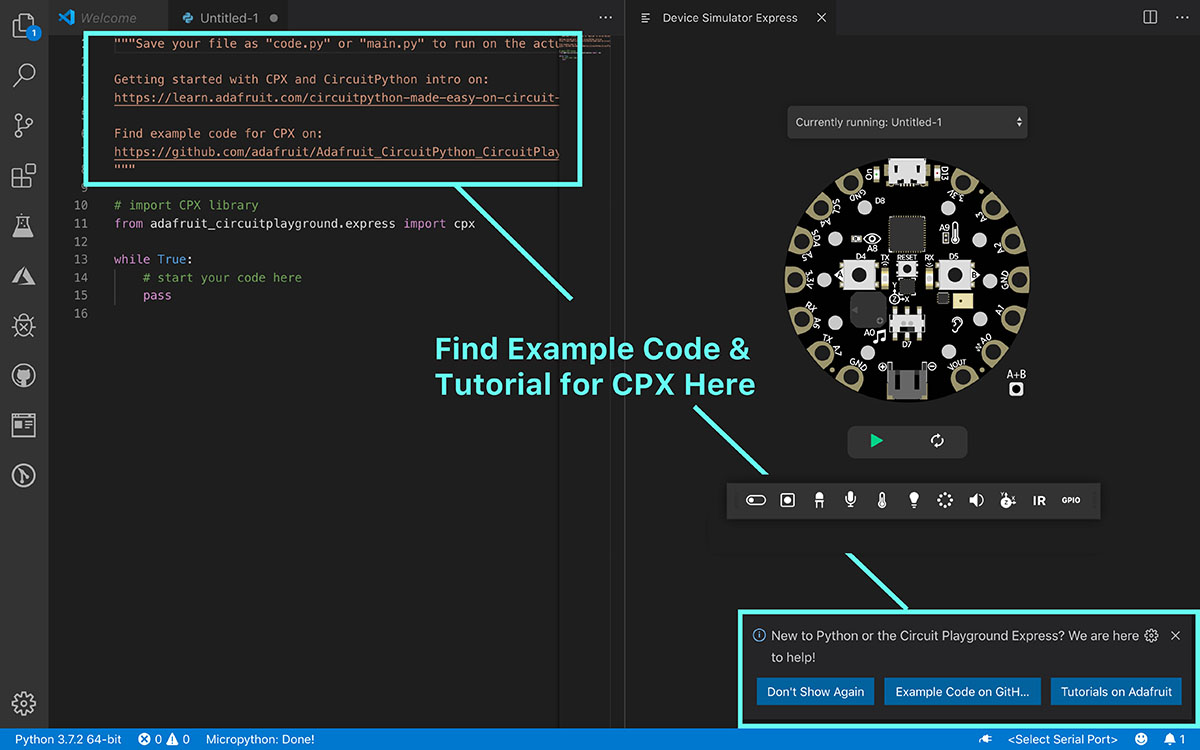 1
Welcome
Untitled-1
Device Simulator Express
"""Save your file as "code.py" or "main.py" to run on the actu
Getting started with CPX and CircuitPython intro on:
https://learn.adafruit.com/circuitpython-made-easy-on-circuit-
Find example code for CPX on:
https://github.com/adafruit/Adafruit_CircuitPython_CircuitPlay
"""
9
10 # import CPX library
11 from adafruit_circuitplayground.express import cpx
12
13 while True:
14 # start your code here
15 pass
16
Find Example Code &
Tutorial for CPX Here
Currently running: Untitled-1
ON
D13
GND
3.3V
D8
SCL A4
A3
SDA A5
A2
A8
A9
D4
TX
RESET
RX
D5
A
B
3.3V
GND
Y
Z X
RX A6
A1
A0
D7
TX A7
A0
GND
VOUT
A+B
IR
GPIO
New to Python or the Circuit Playground Express? We are here
to help!
Don't Show Again
Example Code on GitH...
Tutorials on Adafruit
Python 3.7.2 64-bit
0
0
Micropython: Done!
<Select Serial Port>
1